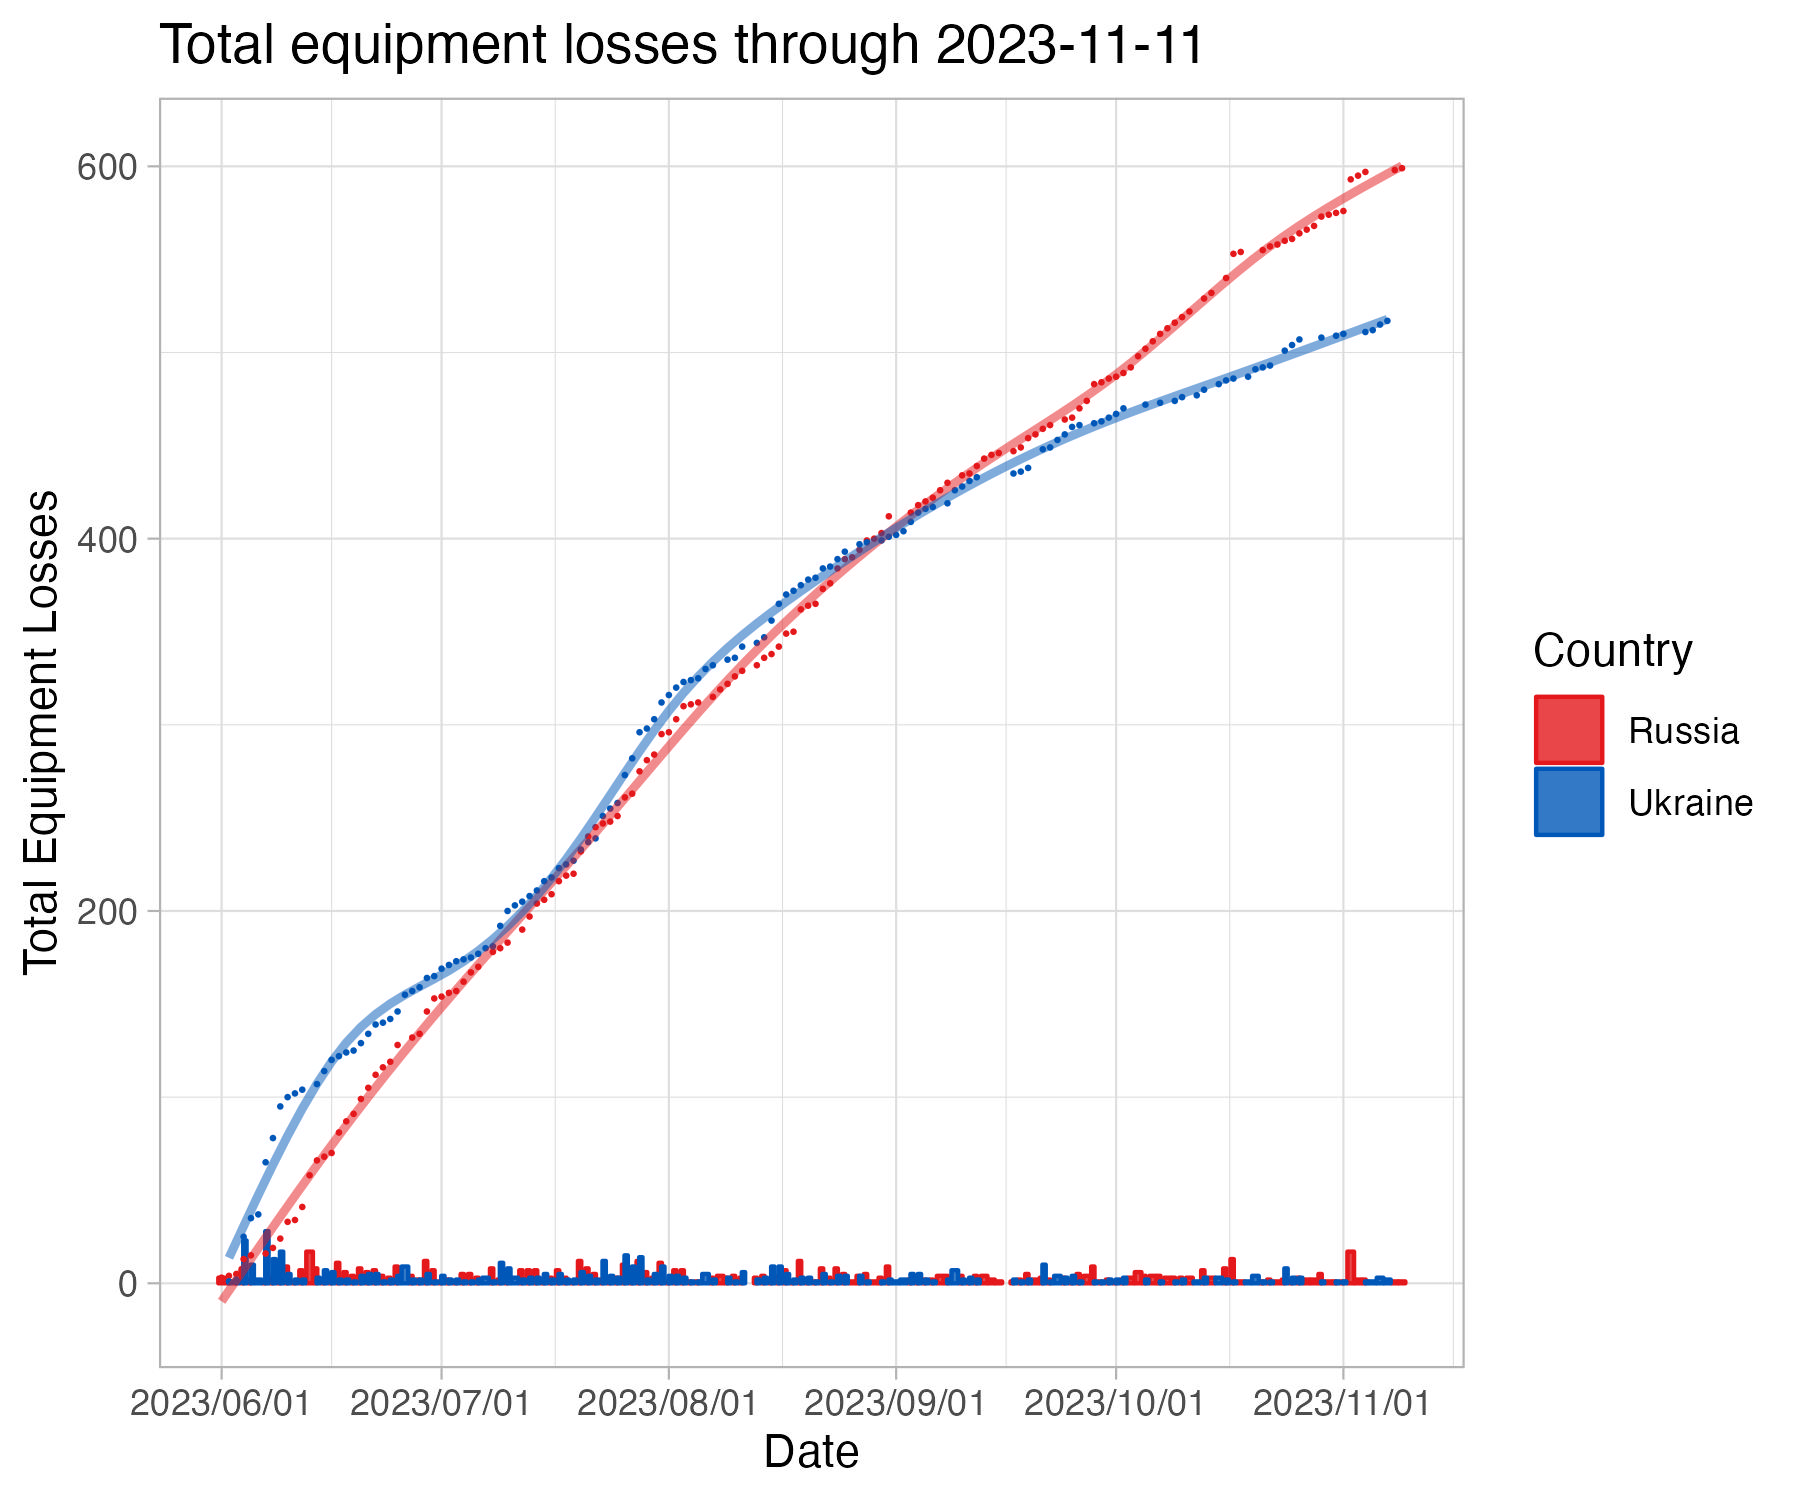 Total equipment losses through 2023-11-11
Total Equipment Losses
600
400
200
0
2023/06/01 2023/07/01 2023/08/01 2023/09/01 2023/10/01 2023/11/01
Date
Country
Russia
Ukraine